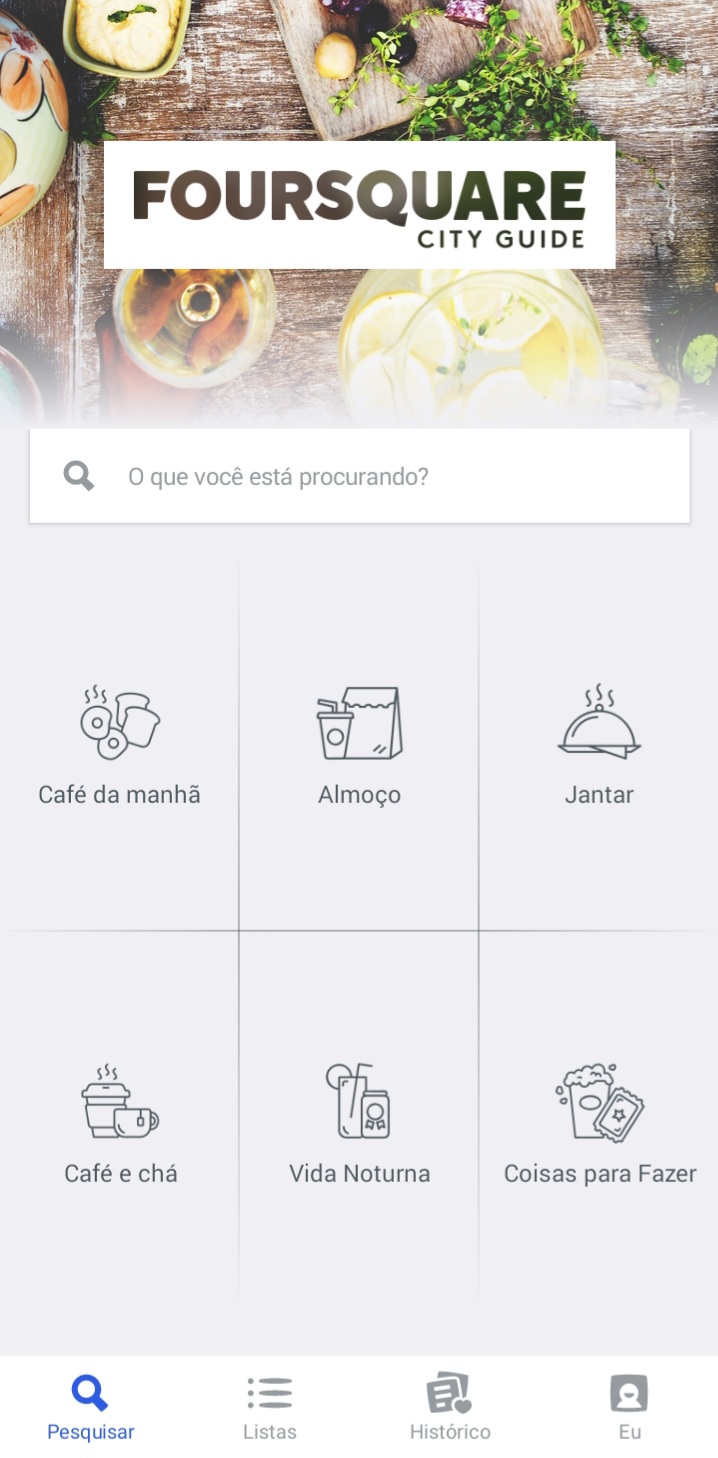 FOURSQUARE
CITY GUIDE
O que você está procurando?
Café da manhã
Almoço
Jantar
Café e chá
Vida Noturna
Coisas para Fazer
Pesquisar
Listas
Histórico
Eu